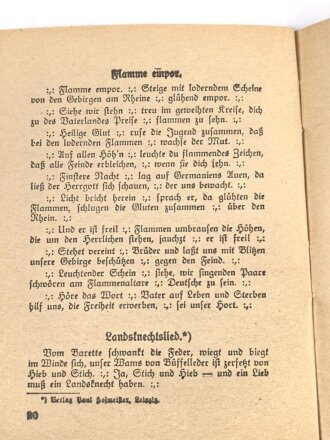 Flamme empor.
:,: Flamme empor. :,: Steige mit loderndem Scheine
von den Gebirgen am Rheine :,: glühend empor. :,:
:,: Siehe wir stehn :,: treu im geweihten Kreise, dich
zu des Vaterlandes Preise :,: flammen zu sehn. :,:
:,: Heilige Glut :,: rufe die Jugend zusammen, daß
bei den lodernden Flammen :,: wachse der Mut. :,:
:,: Auf allen Höh'n :,: leuchte du flammendes Zeichen,
daß alle Feinde erbleichen, :,: wenn sie dich sehn. :,:
:,: Finstere Nacht :,: lag auf Germaniens Auen, da
ließ der Herrgott sich schauen, :,: der uns bewacht. :,:
:,: Licht bricht herein :,: sprach er, da glühten die
Flammen, schlugen die Gluten zusammen :,: über den
Rhein. :,:
:,: Und er ist frei! :,: Flammen umbrausen die Höhen,
die um den Herrlichen stehen, jauchzt :,: er ist frei! :,:
:,: Stehet vereint :,: Brüder und laßt uns mit Blitzen
unsere Gebirge beschützen :,: gegen den Feind. :,:
:,: Leuchtender Schein :,: siehe, wir singenden Paare
schwören am Flammenaltare :,: Deutsche zu sein. :,:
:,: Höre das Wort :,: Vater auf Leben und Sterben
hilf uns, die Freiheit erwerben, :,: sei unser Hort. :,:
Landsknechtslied.*)
Vom Barette schwankt die Feder, wiegt und biegt
im Winde sich, unser Wams von Büffelleder ist zerfetzt von
Hieb und Stich. :,: Ja, Stich und Hieb — und ein Lieb
muß ein Landsknecht haben. :,:
*) Verlag Paul Hofmeister, Leipzig.
20